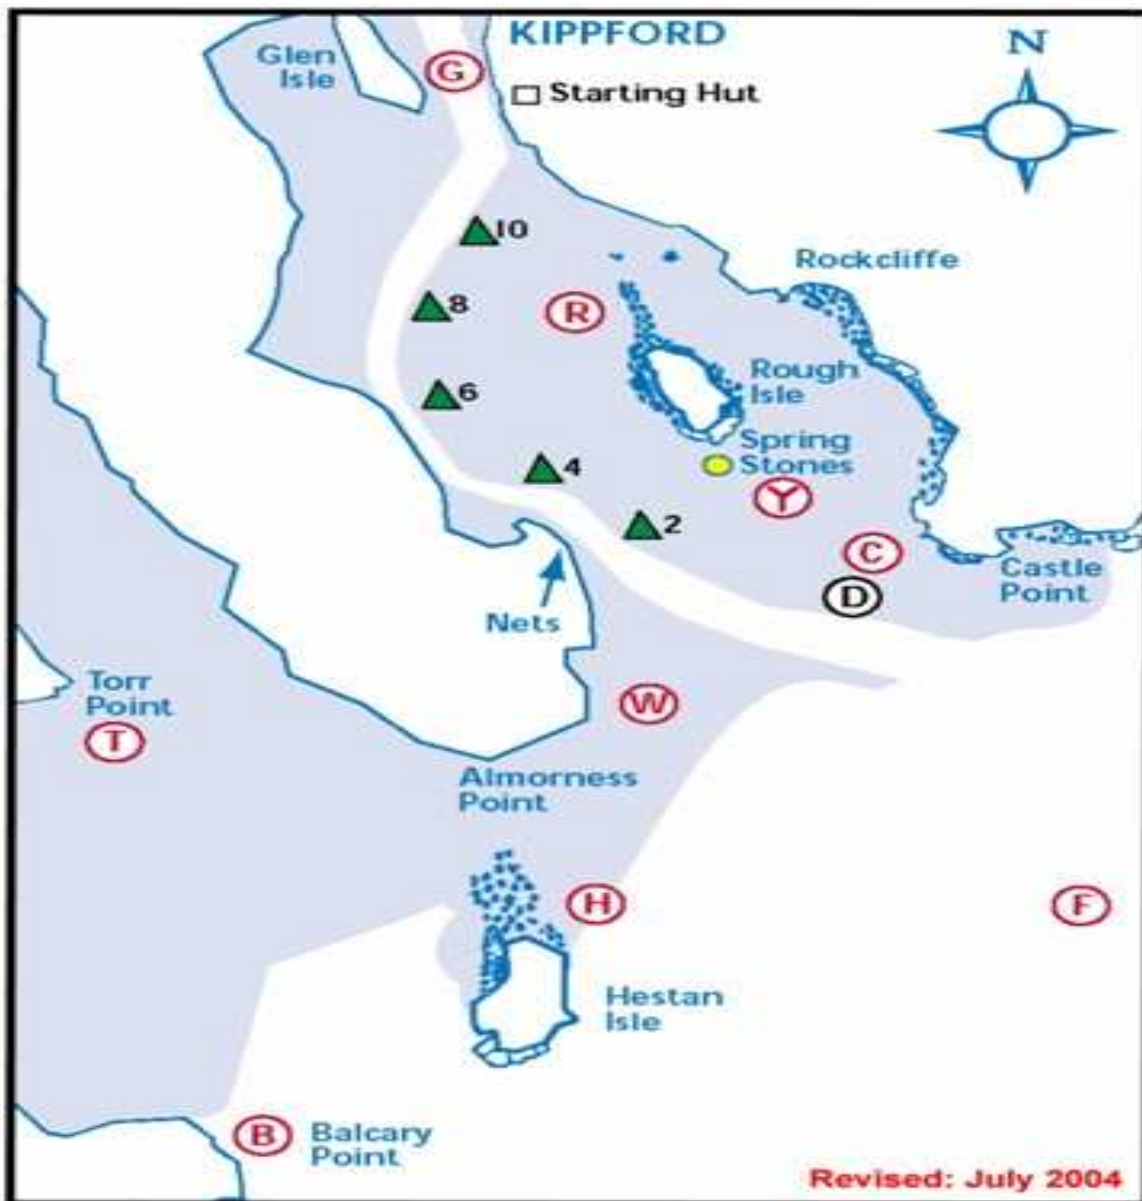 KIPPFORD
N
Glen
Isle
G
Starting Hut
10
Rockcliffe
8
R
Rough
Isle
6
Spring
Stones
4
Y
2
C
Castle
Point
D
Nets
Torr
Point
W
T
Almorness
Point
H
F
Hestan
Isle
B
Balcary
Point
Revised: July 2004